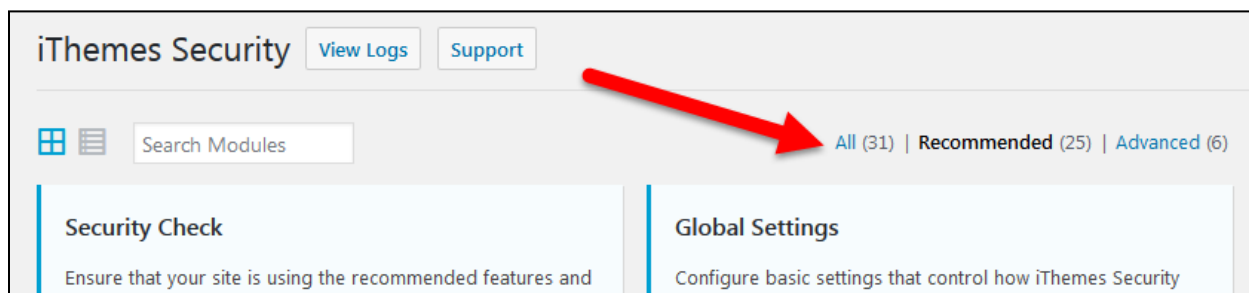 iThemes Security View Logs Support
Search Modules All (31) | Recommended (25) | Advanced (6)
Security Check
Ensure that your site is using the recommended features and
Global Settings
Configure basic settings that control how iThemes Security